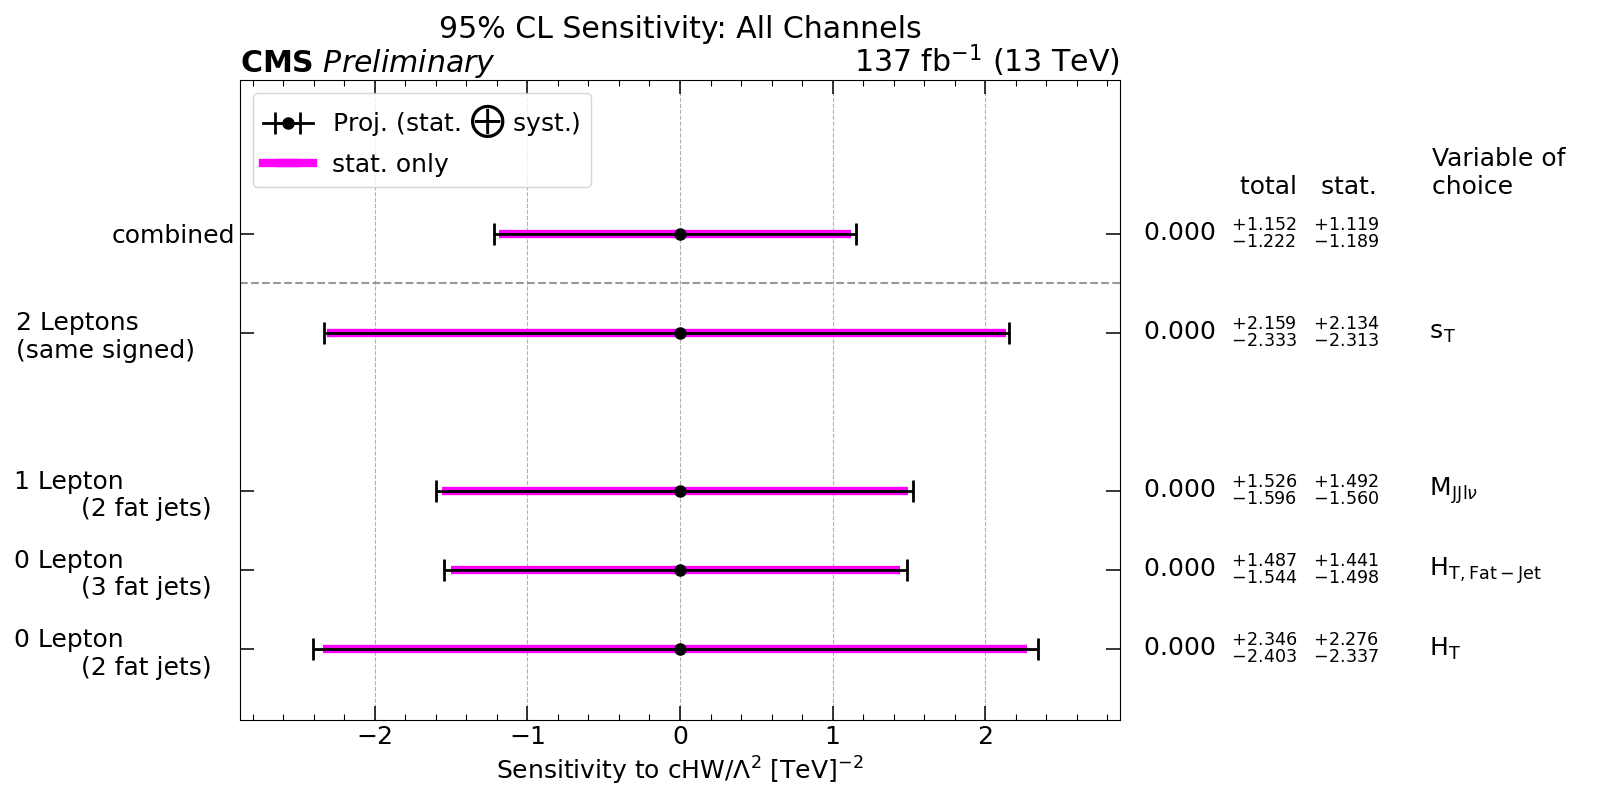 95% CL Sensitivity: All Channels
CMS Preliminary 137 fb⁻¹ (13 TeV)
Proj. (stat. ⊕ syst.)
stat. only
Variable of
total stat. choice
combined 0.000 +1.152 −1.222 +1.119 −1.189
2 Leptons
(same signed) 0.000 +2.159 −2.333 +2.134 −2.313 s_T
1 Lepton
(2 fat jets) 0.000 +1.526 −1.596 +1.492 −1.560 M_JJlν
0 Lepton
(3 fat jets) 0.000 +1.487 −1.544 +1.441 −1.498 H_T,Fat−Jet
0 Lepton
(2 fat jets) 0.000 +2.346 −2.403 +2.276 −2.337 H_T
−2 −1 0 1 2
Sensitivity to cHW/Λ² [TeV]⁻²